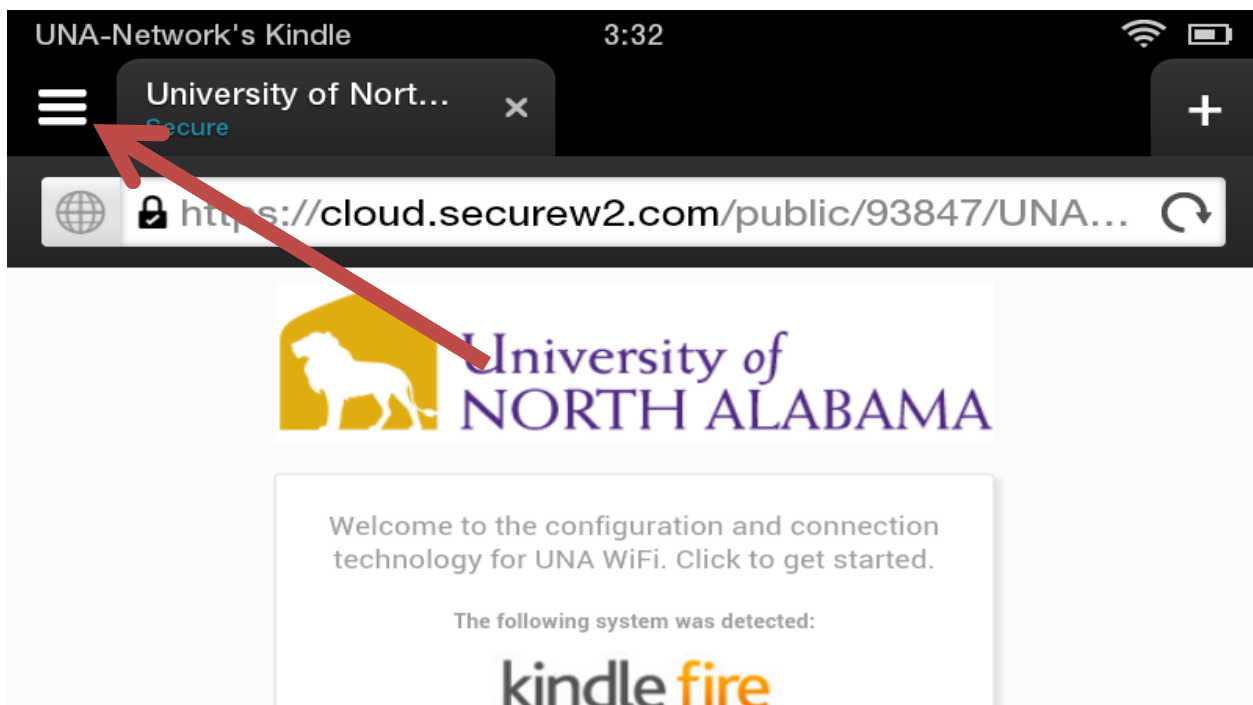 UNA-Network's Kindle 3:32
University of Nort...
Secure
https://cloud.securew2.com/public/93847/UNA...
University of
NORTH ALABAMA
Welcome to the configuration and connection
technology for UNA WiFi. Click to get started.
The following system was detected:
kindle fire